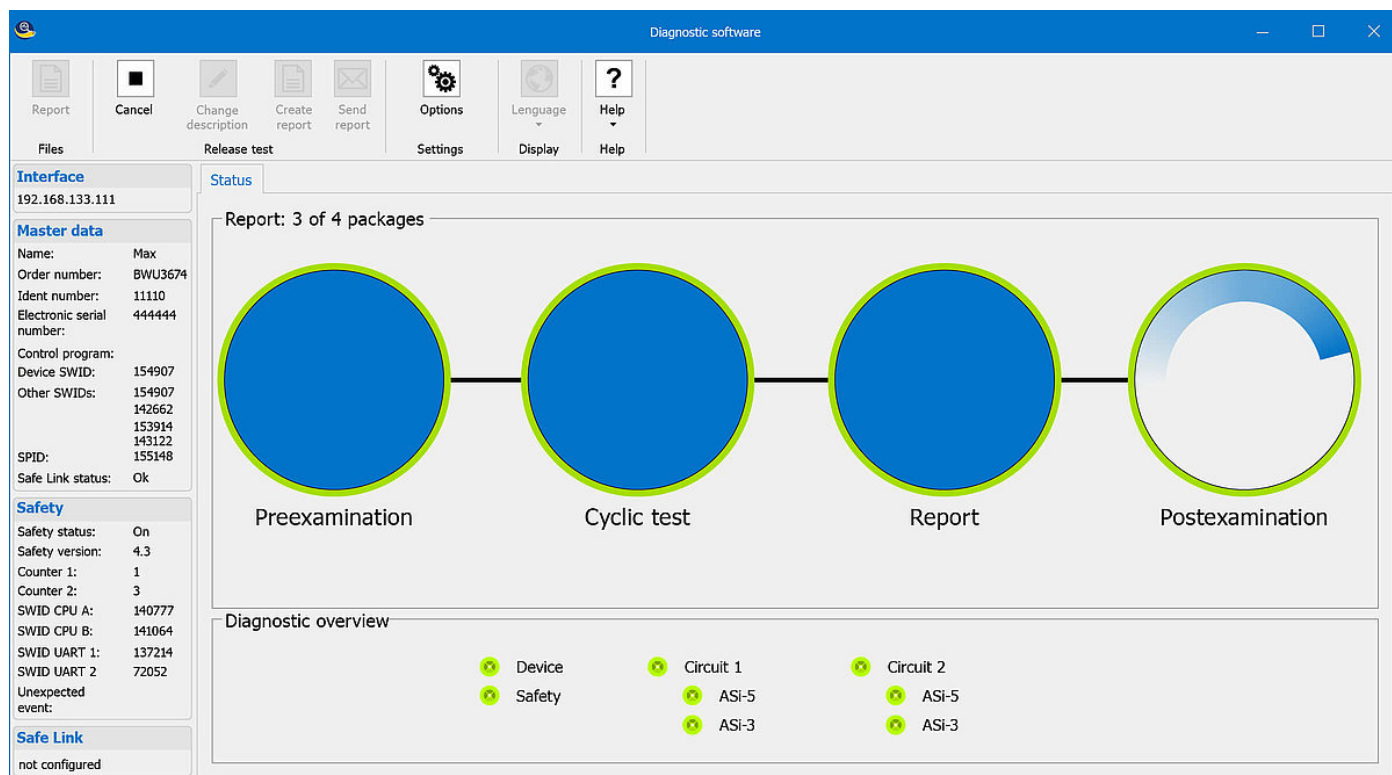 Diagnostic software
Report
Cancel
Change
description
Create
report
Send
report
Options
Lenguage
?
Help
Files
Release test
Settings
Display
Help
Interface
192.168.133.111
Master data
Name: Max
Order number: BWU3674
Ident number: 11110
Electronic serial
number: 444444
Control program:
Device SWID: 154907
Other SWIDs: 154907
142662
153914
143122
SPID: 155148
Safe Link status: Ok
Safety
Safety status: On
Safety version: 4.3
Counter 1: 1
Counter 2: 3
SWID CPU A: 140777
SWID CPU B: 141064
SWID UART 1: 137214
SWID UART 2 72052
Unexpected
event:
Safe Link
not configured
Status
Report: 3 of 4 packages
Preexamination
Cyclic test
Report
Postexamination
Diagnostic overview
Device
Circuit 1
Circuit 2
Safety
ASi-5
ASi-5
ASi-3
ASi-3